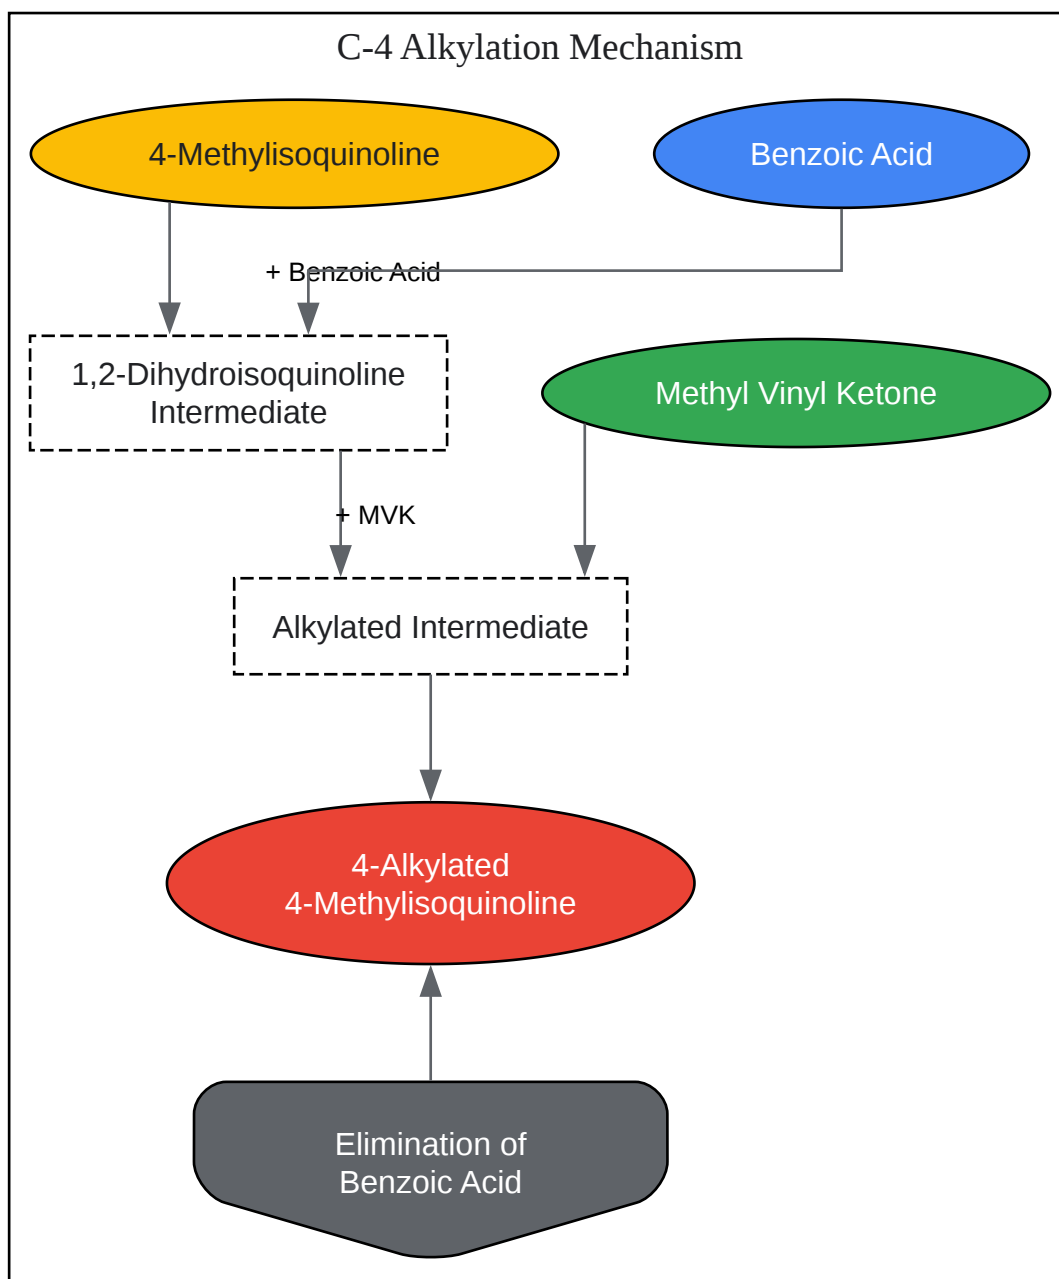 C-4 Alkylation Mechanism
4-Methylisoquinoline
Benzoic Acid
+ Benzoic Acid
1,2-Dihydroisoquinoline
Intermediate
Methyl Vinyl Ketone
+ MVK
Alkylated Intermediate
4-Alkylated
4-Methylisoquinoline
Elimination of
Benzoic Acid